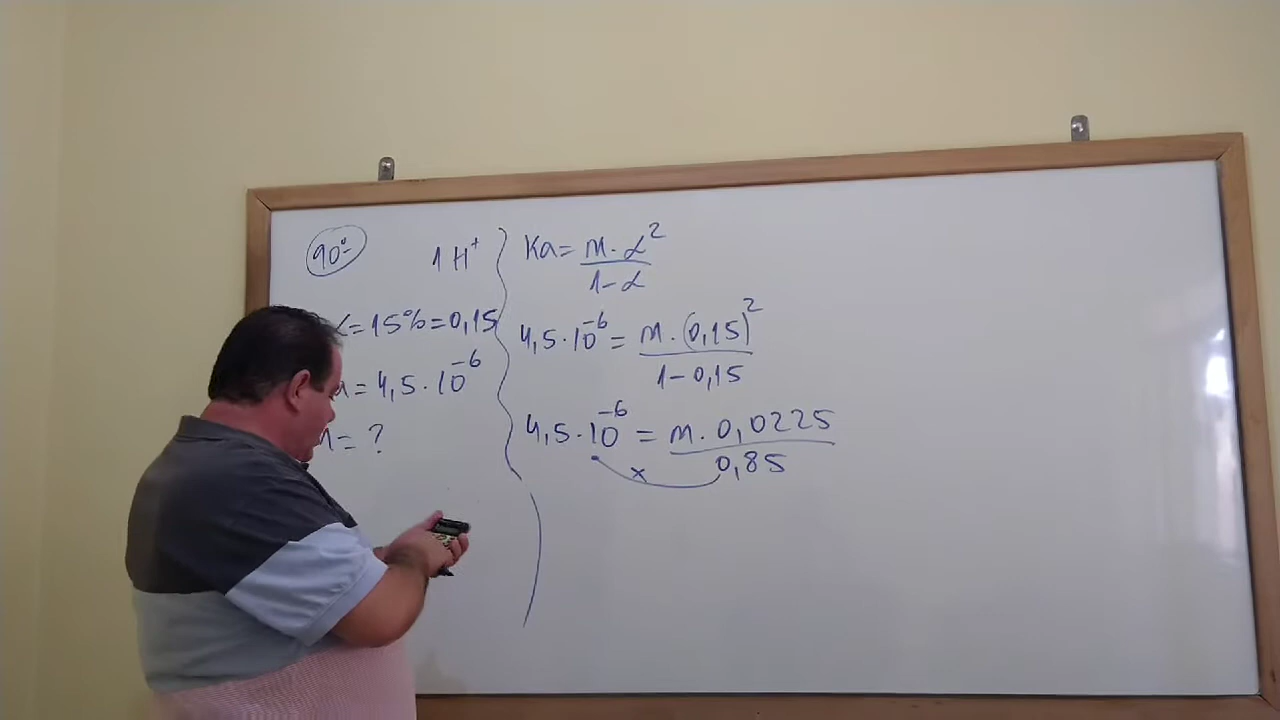 90º
1 H⁺
α = 15% = 0,15
a = 4,5 · 10⁻⁶
= ?
Ka = m · α² / 1 - α
4,5 · 10⁻⁶ = m · (0,15)² / 1 - 0,15
4,5 · 10⁻⁶ = m · 0,0225 / 0,85
x